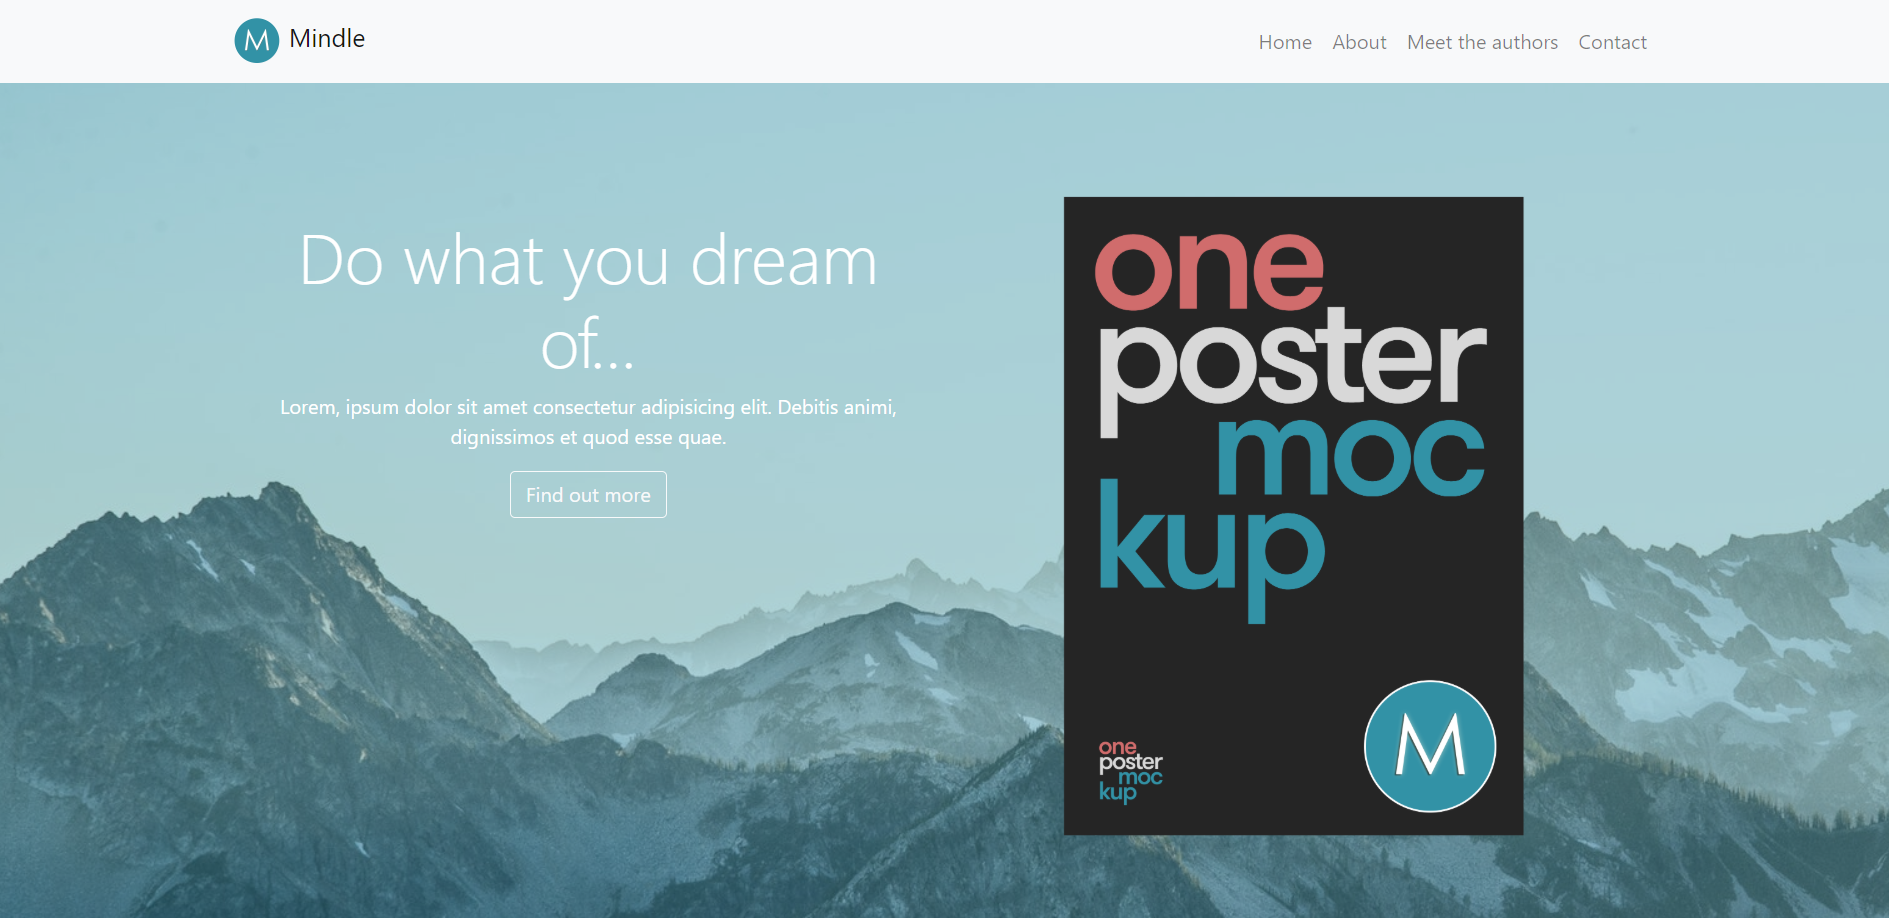 M Mindle
Home About Meet the authors Contact
Do what you dream
of...
Lorem, ipsum dolor sit amet consectetur adipisicing elit. Debitis animi,
dignissimos et quod esse quae.
Find out more
one
poster
moc
kup
one
poster
moc
kup
M